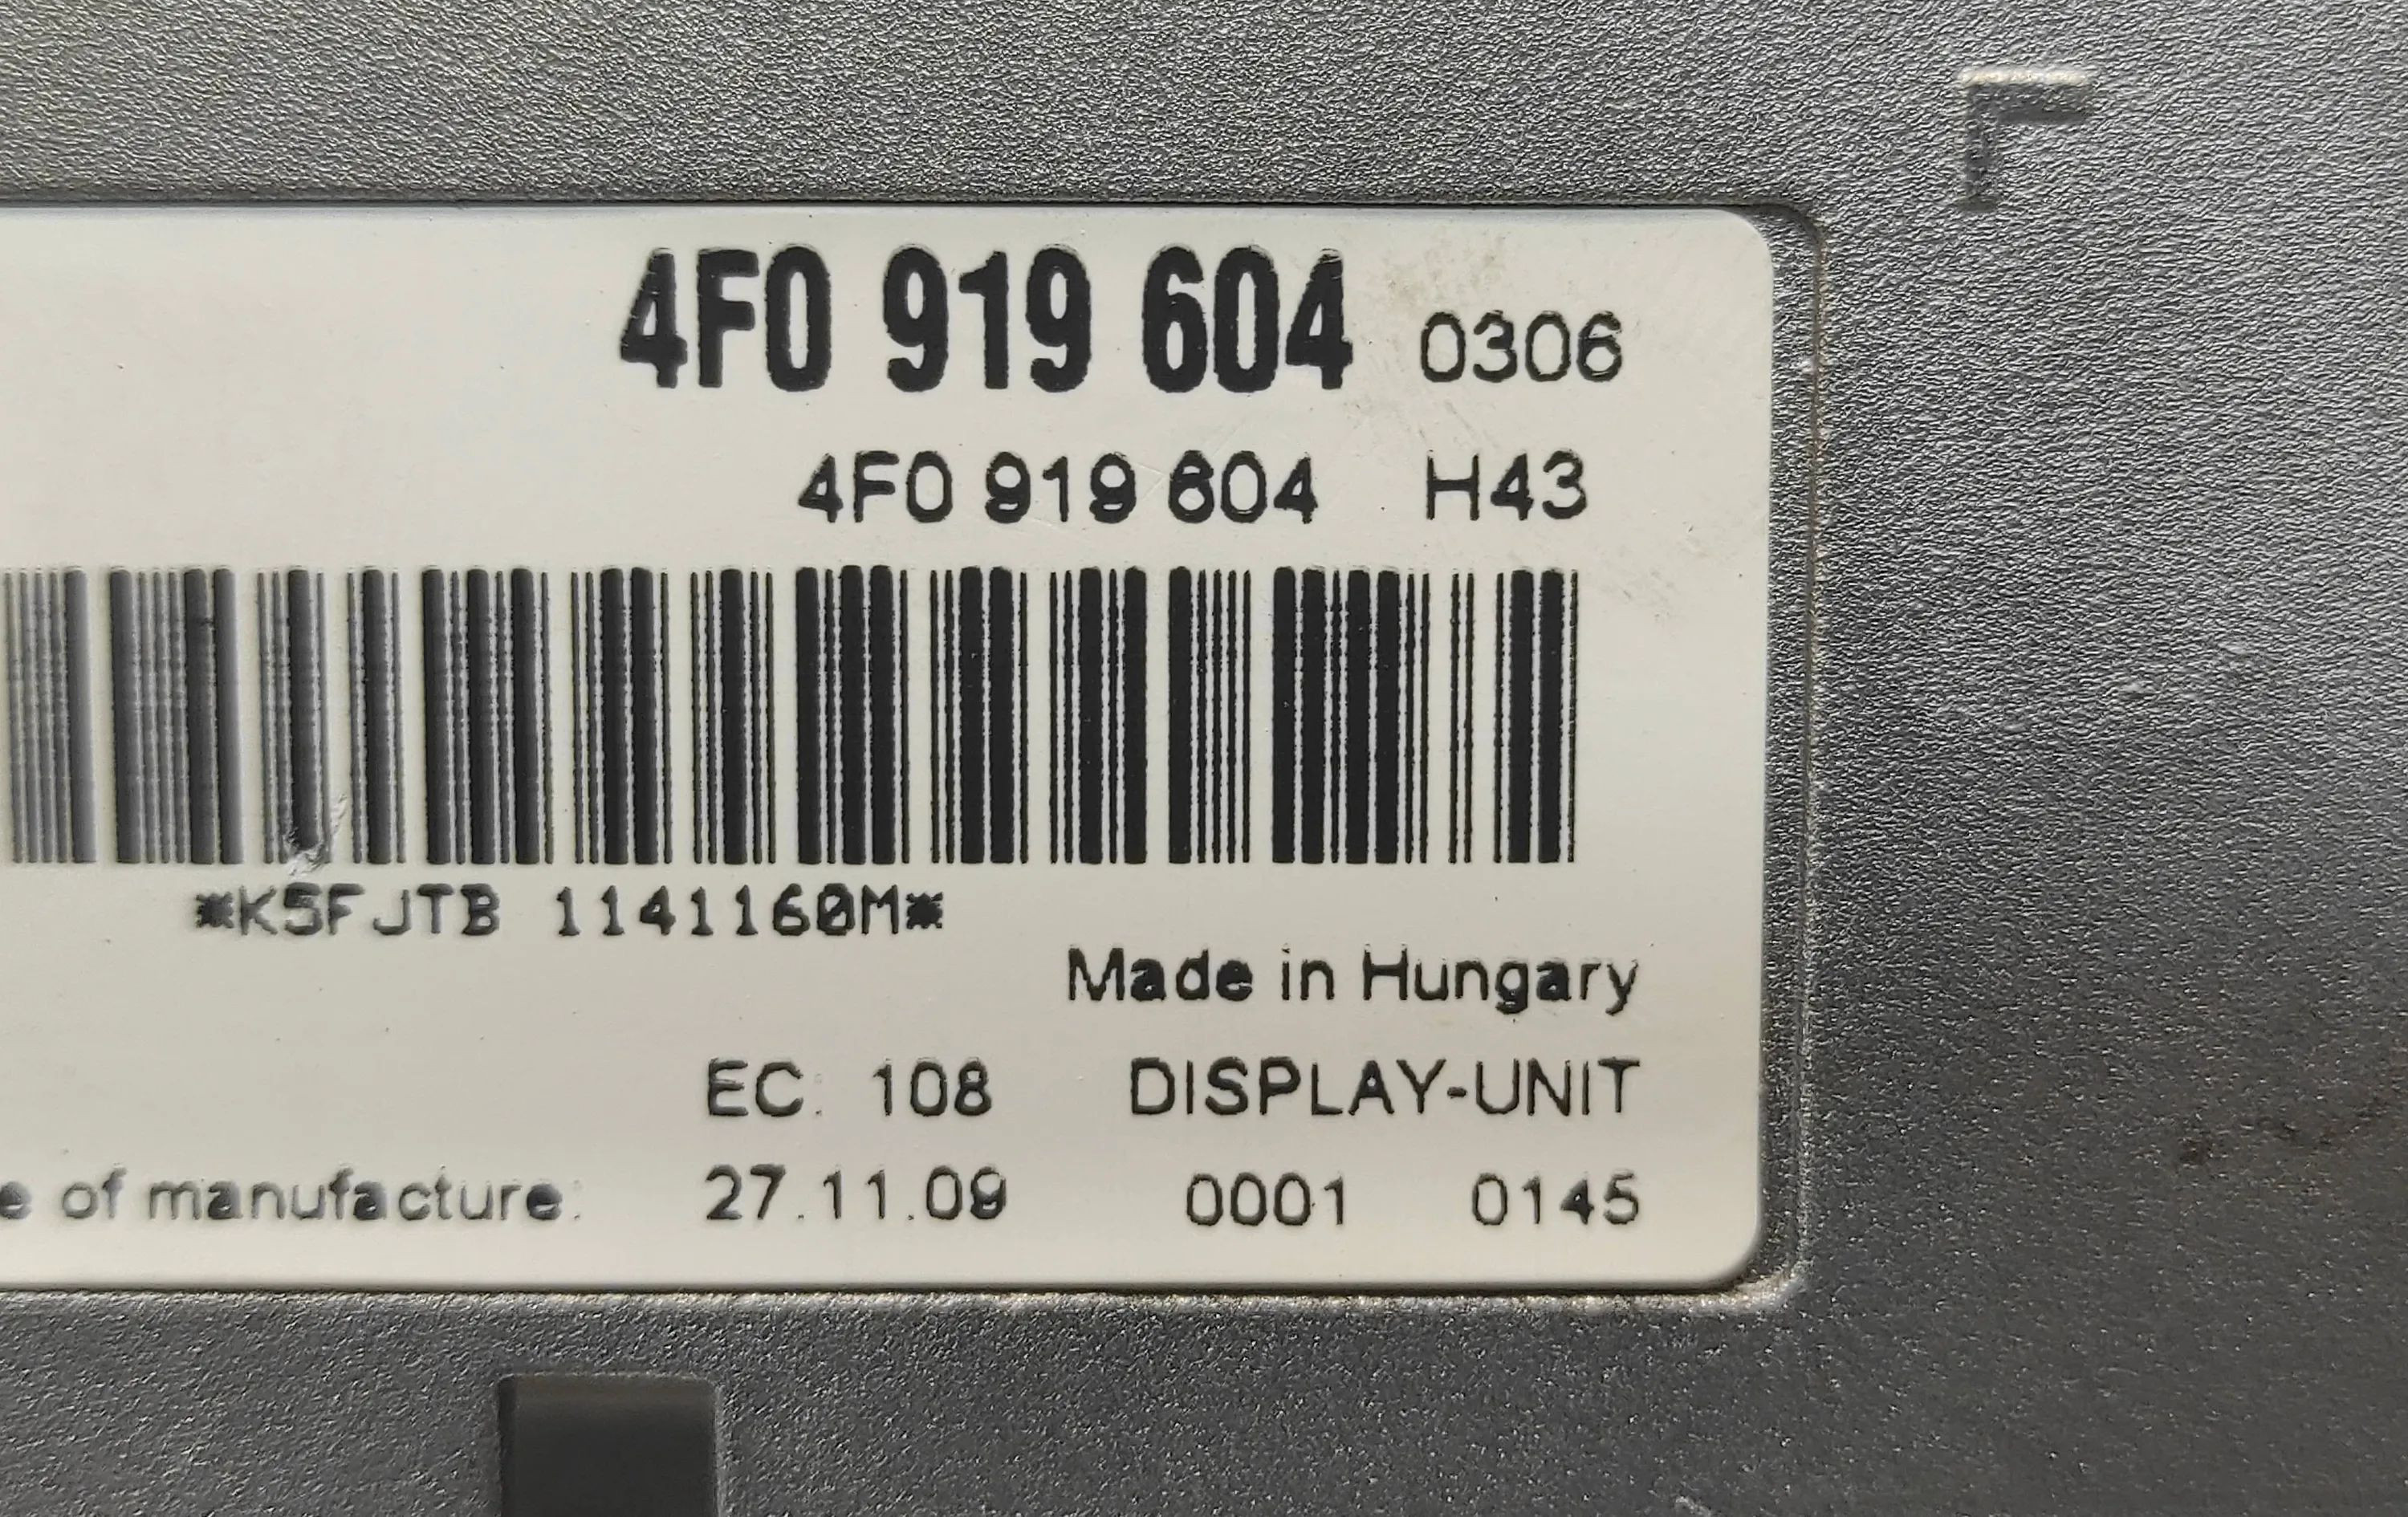 4F0 919 604 0306
4F0 919 604 H43
*K5FJTB 1141160M*
Made in Hungary
EC: 108 DISPLAY-UNIT
e of manufacture: 27.11.09 0001 0145